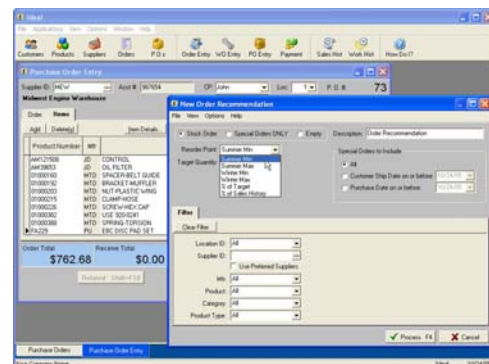 Ideal
File Applications View Options Window Help
Customers Products Suppliers Orders P.O.s Order Entry WO Entry PO Entry Payment Sales Hist Work Hist How Do I?
Purchase Order Entry
Supplier ID: MEW Acct #: 987654 CP: John Loc: 1 P.O. # 73
Midwest Engine Warehouse
Order Items
Add Delete(s) Item Details
Product Number Mfr
AM121508 JD CONTROL
AM39653 JD OIL FILTER
01000160 MTD SPACER-BELT GUIDE
01000192 MTD BRACKET-MUFFLER
01000203 MTD NUT-PLASTIC WING
01000215 MTD CLAMP-HOSE
01000226 MTD SCREW-HEX CAP
01000382 MTD USE 920-0241
01000388 MTD SPRING-TORSION
FA229 PU EBC DISC PAD SET
Order Total Receive Total
$762.68 $0.00
New Order Recommendation
File View Options Help
Stock Order Special Orders ONLY Empty Description: Order Recommendation
Reorder Point: Summer Min
Target Quantity:
Summer Min
Summer Max
Winter Min
Winter Max
% of Target
% of Sales History
Special Orders to Include
All
Customer Ship Date on or before:
Purchase Date on or before:
Filter
Clear Filter
Location ID: All
Supplier ID:
Use Preferred Suppliers
Mfr: All
Product: All
Category: All
Product Type: All
Process F4 Cancel
Purchase Orders Purchase Order Entry
Your Company Name Ideal